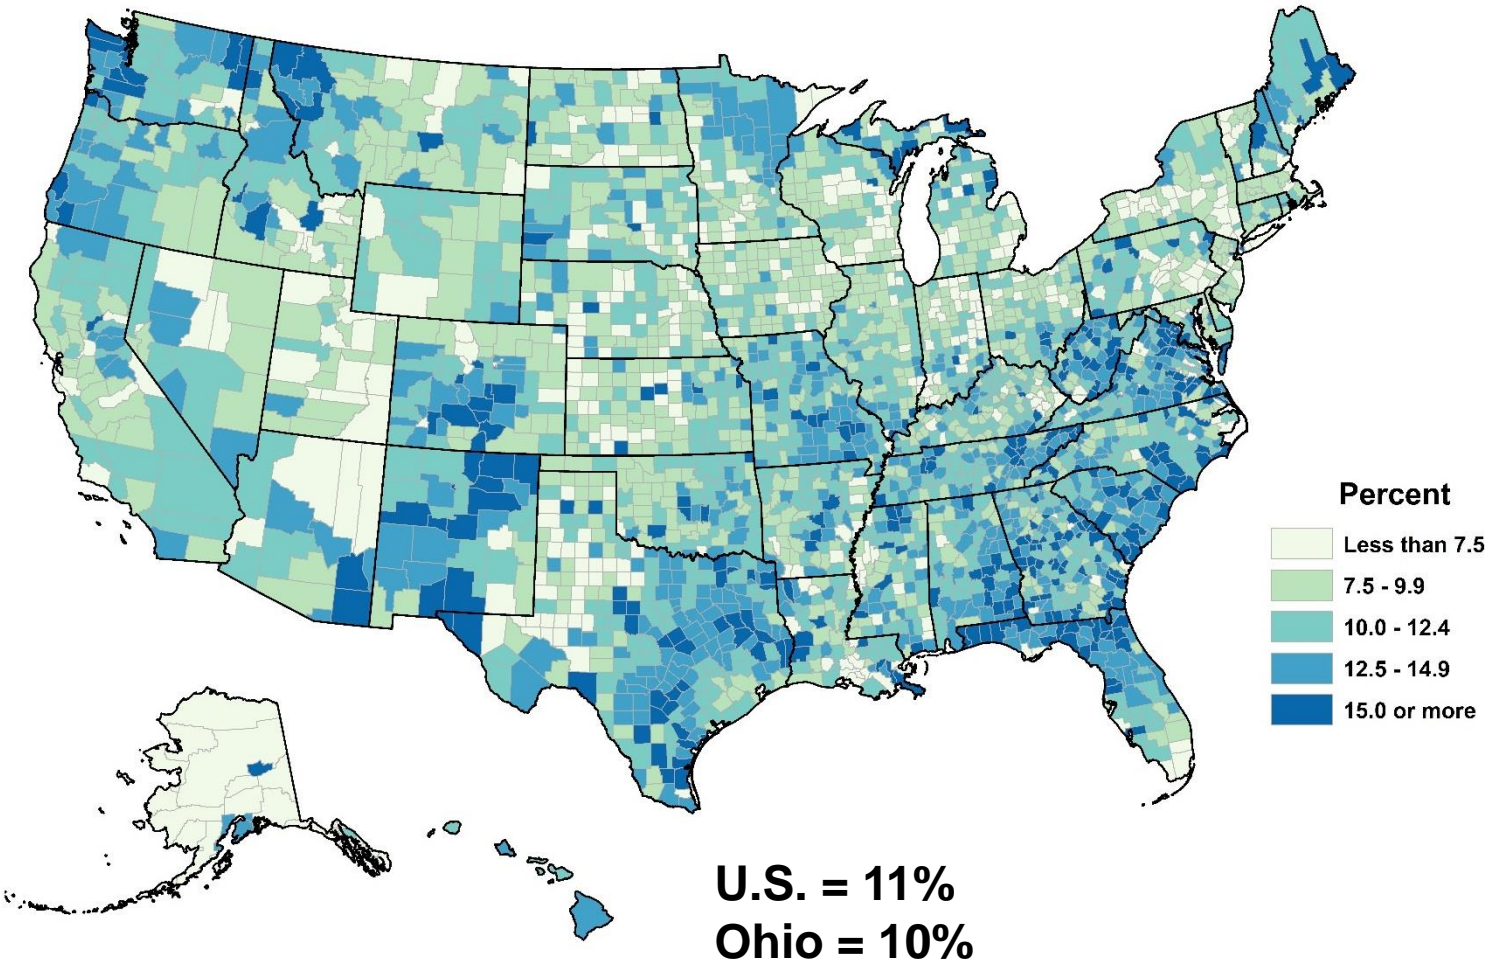 Percent
Less than 7.5
7.5 - 9.9
10.0 - 12.4
12.5 - 14.9
15.0 or more
U.S. = 11%
Ohio = 10%